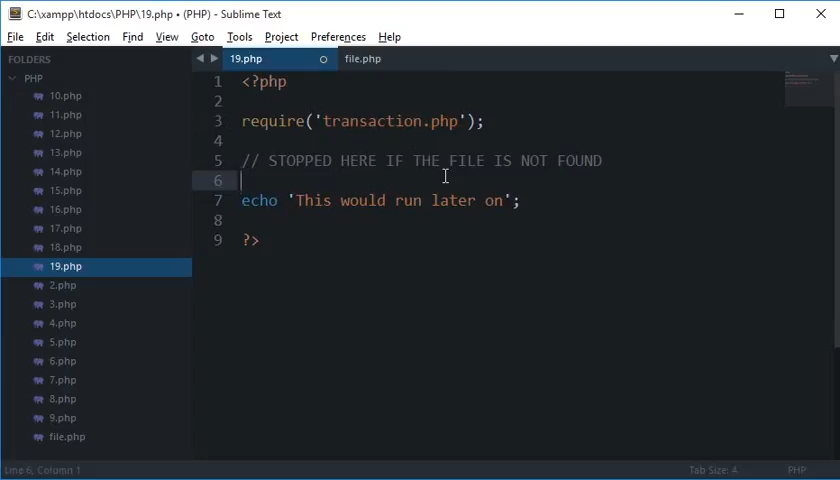 C:\xampp\htdocs\PHP\19.php • (PHP) - Sublime Text
File Edit Selection Find View Goto Tools Project Preferences Help
FOLDERS
PHP
10.php
11.php
12.php
13.php
14.php
15.php
16.php
17.php
18.php
19.php
2.php
3.php
4.php
5.php
6.php
7.php
8.php
9.php
file.php
19.php file.php
1 <?php
2
3 require('transaction.php');
4
5 // STOPPED HERE IF THE FILE IS NOT FOUND
6
7 echo 'This would run later on';
8
9 ?>
Line 6, Column 1 Tab Size: 4 PHP